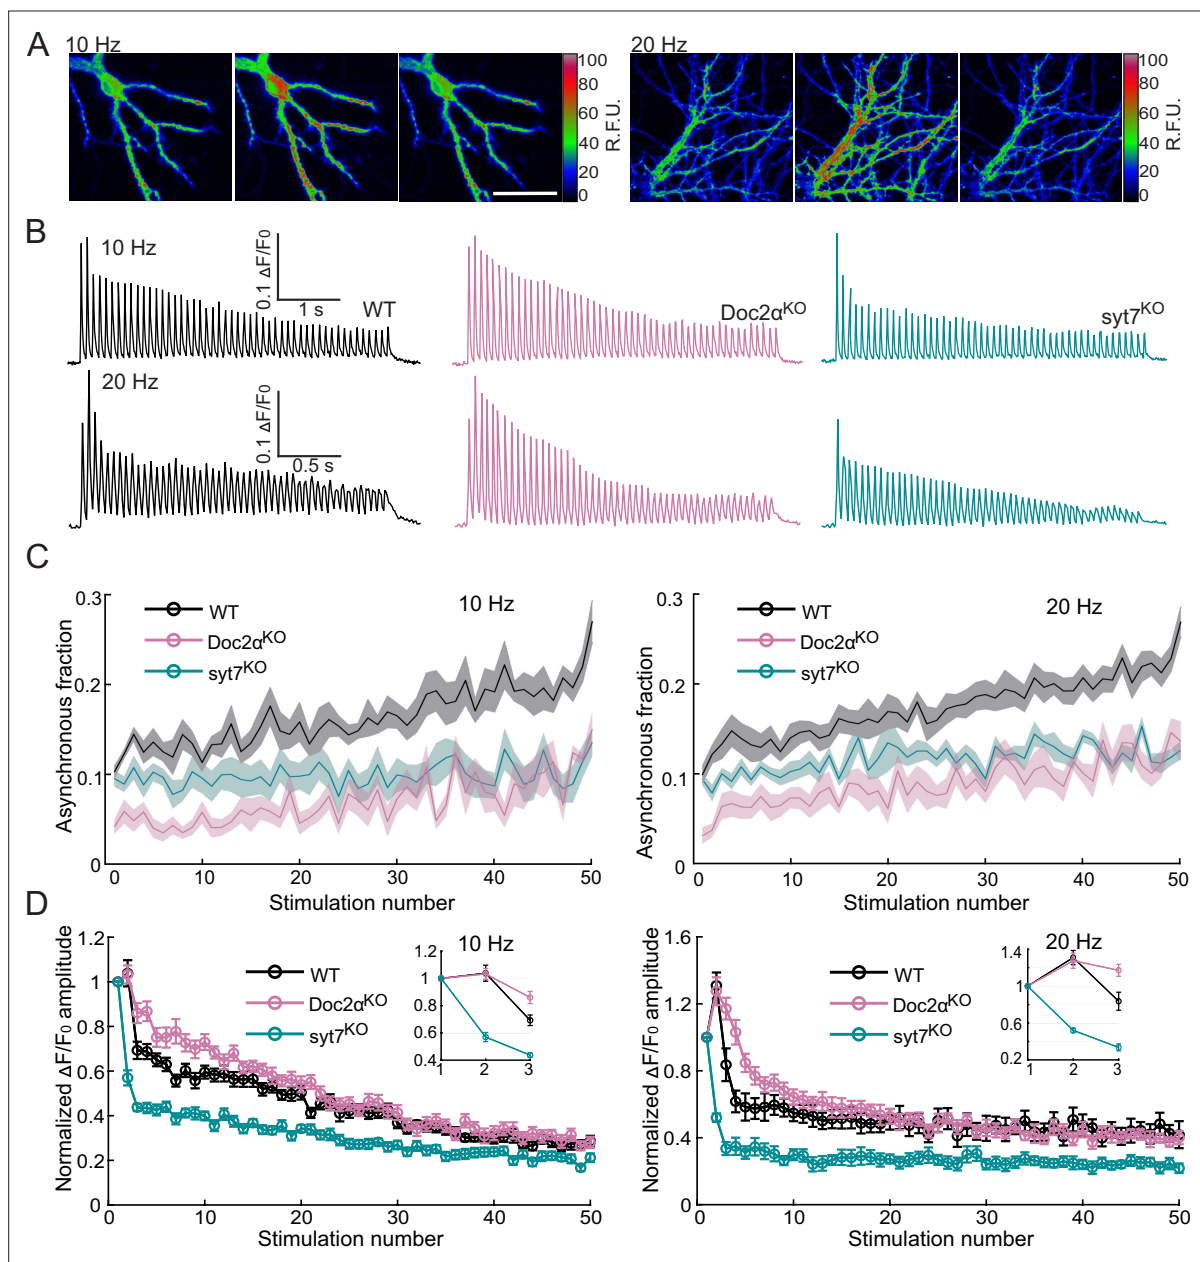 A
10 Hz
100
80
60
40
20
0
R.F.U.
20 Hz
100
80
60
40
20
0
R.F.U.
B
10 Hz
0.1 ΔF/F0
1 s
WT
Doc2αKO
syt7KO
20 Hz
0.1 ΔF/F0
0.5 s
C
Asynchronous fraction
0.3
0.2
0.1
0
WT
Doc2αKO
syt7KO
10 Hz
0 10 20 30 40 50
Stimulation number
Asynchronous fraction
0.3
0.2
0.1
0
WT
Doc2αKO
syt7KO
20 Hz
0 10 20 30 40 50
Stimulation number
D
Normalized ΔF/F0 amplitude
1.2
1
0.8
0.6
0.4
0.2
0
WT
Doc2αKO
syt7KO
10 Hz
1.2
1.0
0.8
0.6
0.4
1 2 3
0 10 20 30 40 50
Stimulation number
Normalized ΔF/F0 amplitude
1.6
1.2
0.8
0.4
0
WT
Doc2αKO
syt7KO
20 Hz
1.4
1
0.6
0.2
1 2 3
0 10 20 30 40 50
Stimulation number